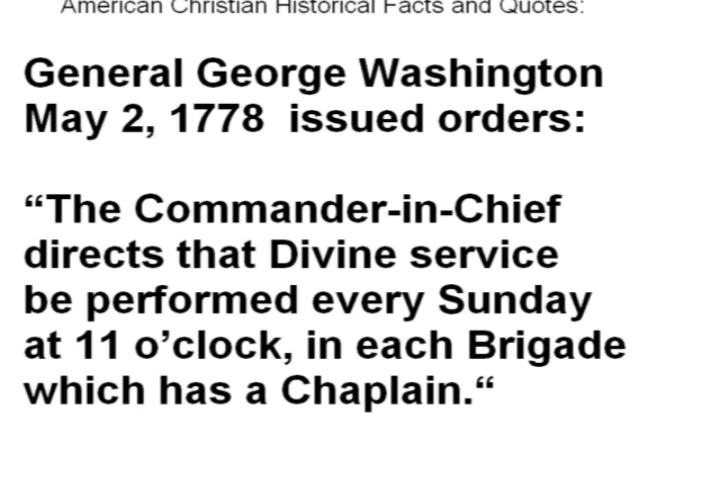 American Christian Historical Facts and Quotes:
General George Washington
May 2, 1778  issued orders:
“The Commander-in-Chief
directs that Divine service
be performed every Sunday
at 11 o’clock, in each Brigade
which has a Chaplain.“